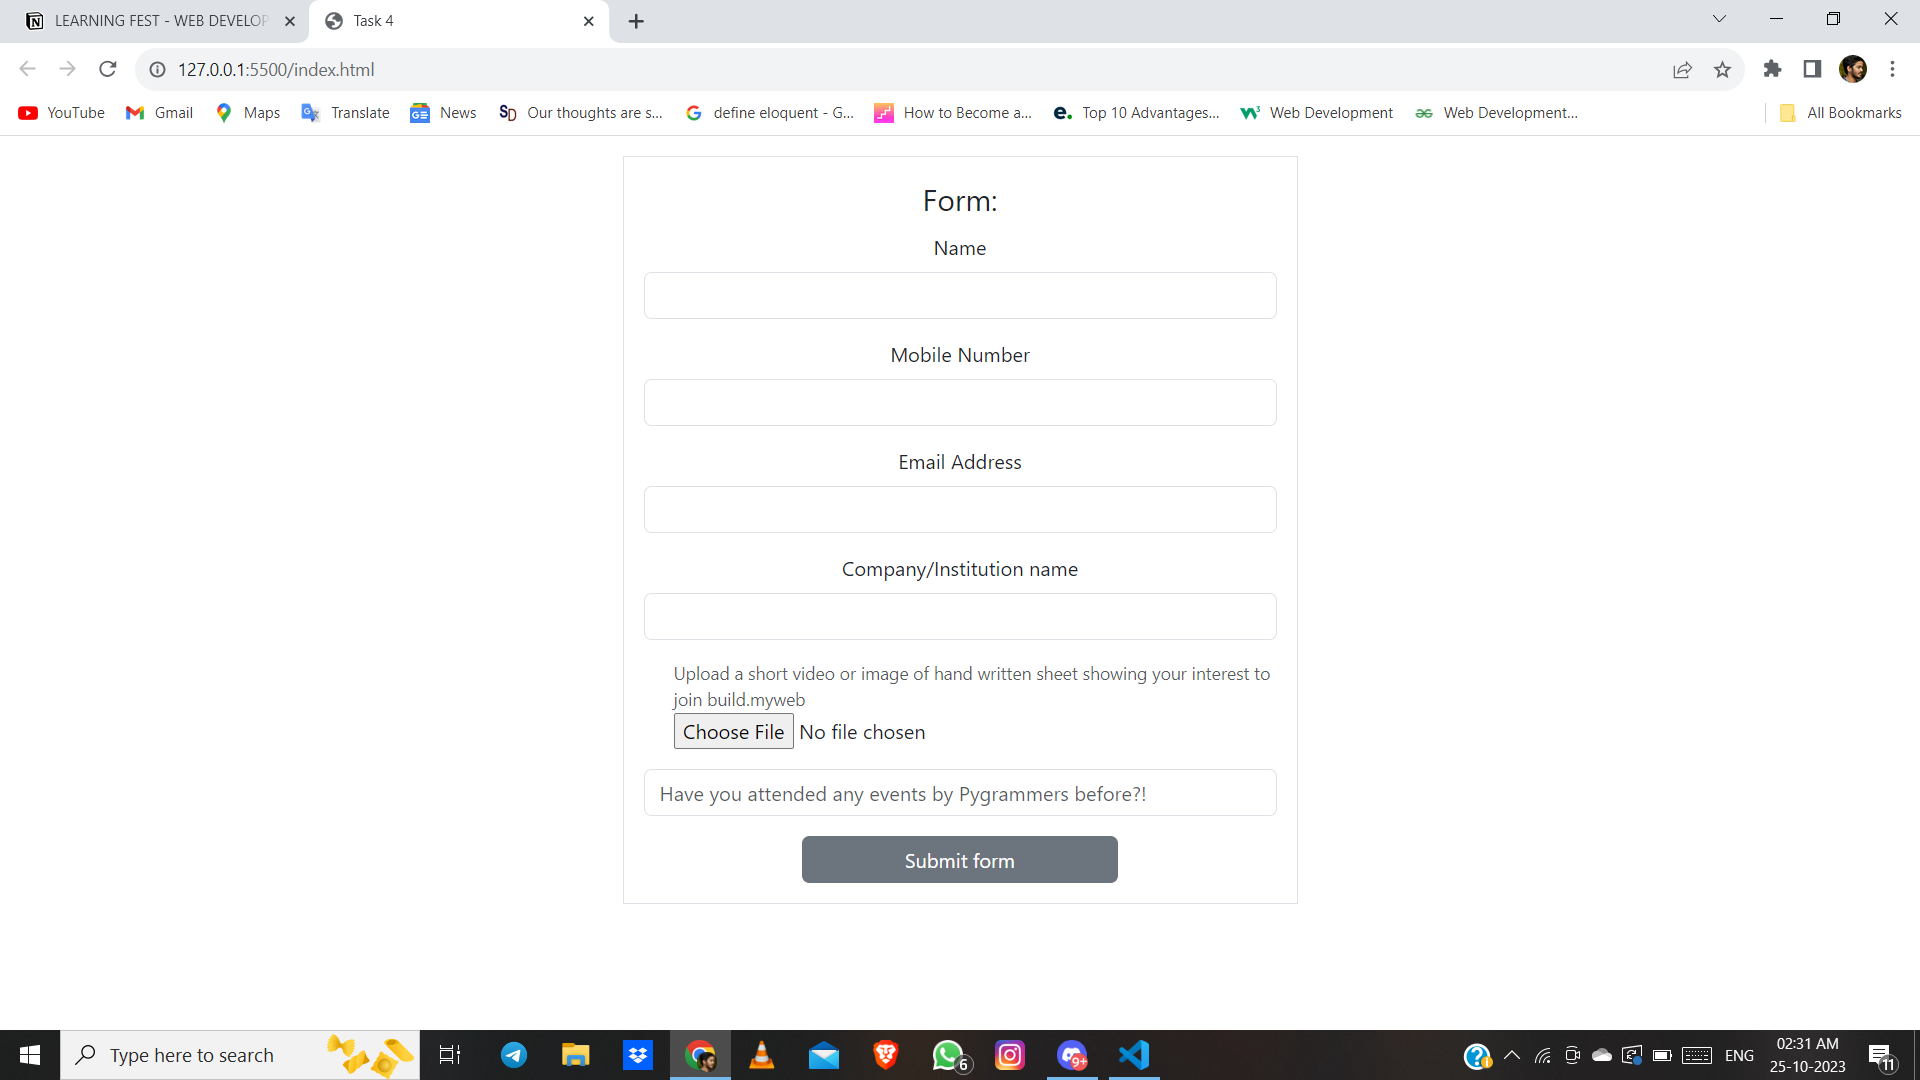 LEARNING FEST - WEB DEVELOP
Task 4
127.0.0.1:5500/index.html
YouTube
Gmail
Maps
Translate
News
Our thoughts are s...
define eloquent - G...
How to Become a...
Top 10 Advantages...
Web Development
Web Development...
All Bookmarks
Form:
Name
Mobile Number
Email Address
Company/Institution name
Upload a short video or image of hand written sheet showing your interest to
join build.myweb
Choose File No file chosen
Have you attended any events by Pygrammers before?!
Submit form
Type here to search
6
9+
ENG
02:31 AM
25-10-2023
11